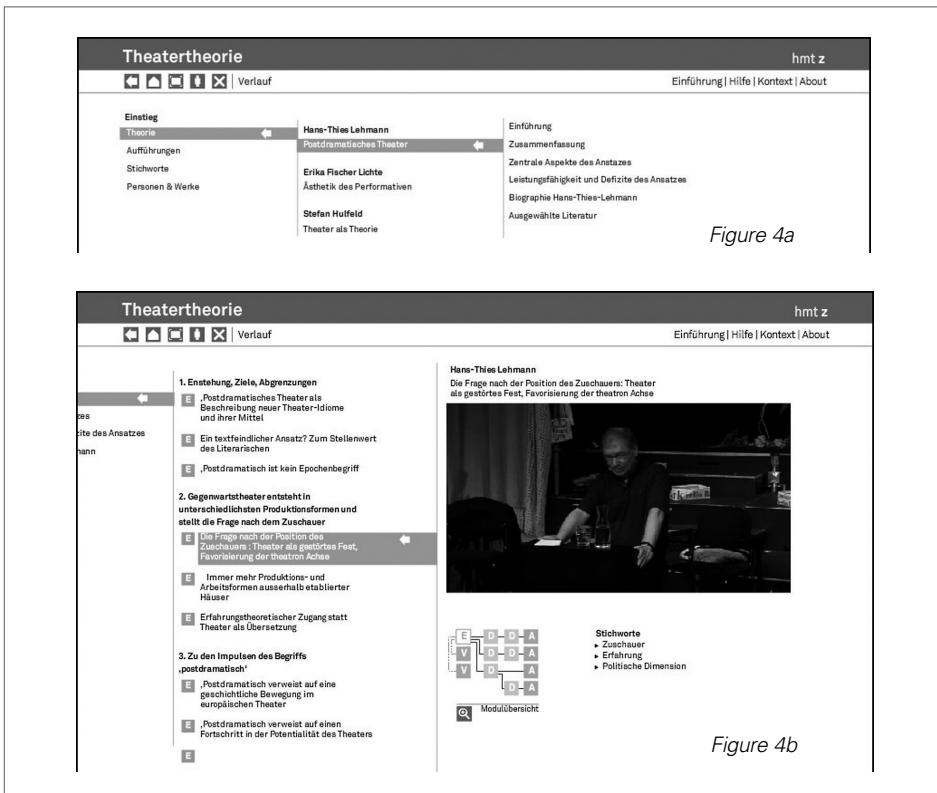 Theatertheorie
hmt z
Verlauf
Einführung | Hilfe | Kontext | About
Einstieg
Theorie
Aufführungen
Stichworte
Personen & Werke
Hans-Thies Lehmann
Postdramatisches Theater
Erika Fischer Lichte
Ästhetik des Performativen
Stefan Hulfeld
Theater als Theorie
Einführung
Zusammenfassung
Zentrale Aspekte des Anstazes
Leistungsfähigkeit und Defizite des Ansatzes
Biographie Hans-Thies-Lehmann
Ausgewählte Literatur
Figure 4a
Theatertheorie
hmt z
Verlauf
Einführung | Hilfe | Kontext | About
zes
zite des Ansatzes
nann
1. Enstehung, Ziele, Abgrenzungen
E ‚Postdramatisches Theater als
Beschreibung neuer Theater-Idiome
und ihrer Mittel
E Ein textfeindlicher Ansatz? Zum Stellenwert
des Literarischen
E ‚Postdramatisch ist kein Epochenbegriff
2. Gegenwartstheater entsteht in
unterschiedlichsten Produktionsformen und
stellt die Frage nach dem Zuschauer
E Die Frage nach der Position des
Zuschauers : Theater als gestörtes Fest,
Favorisierung der theatron Achse
E Immer mehr Produktions- und
Arbeitsformen ausserhalb etablierter
Häuser
E Erfahrungstheoretischer Zugang statt
Theater als Übersetzung
3. Zu den Impulsen des Begriffs
‚postdramatisch‘
E ‚Postdramatisch verweist auf eine
geschichtliche Bewegung im
europäischen Theater
E ‚Postdramatisch verweist auf einen
Fortschritt in der Potentialität des Theaters
E
Hans-Thies Lehmann
Die Frage nach der Position des Zuschauers: Theater
als gestörtes Fest, Favorisierung der theatron Achse
E D D A
V D D A
V D A
D A
Modulübersicht
Stichworte
▸ Zuschauer
▸ Erfahrung
▸ Politische Dimension
Figure 4b